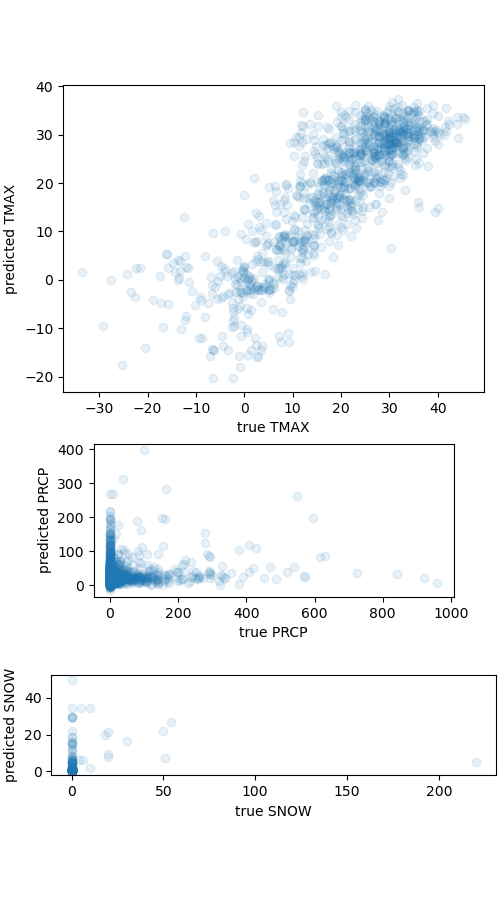 40
30
20
10
0
−10
−20
predicted TMAX
−30 −20 −10 0 10 20 30 40
true TMAX
400
300
200
100
0
predicted PRCP
0 200 400 600 800 1000
true PRCP
40
20
0
predicted SNOW
0 50 100 150 200
true SNOW